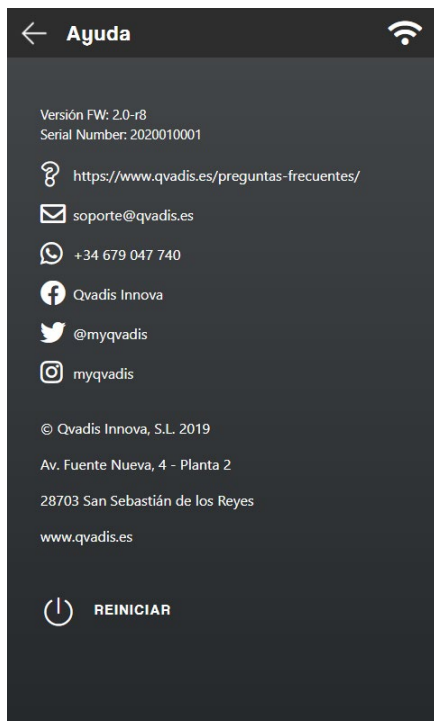 Ayuda
Versión FW: 2.0-r8
Serial Number: 2020010001
https://www.qvadis.es/preguntas-frecuentes/
soporte@qvadis.es
+34 679 047 740
Qvadis Innova
@myqvadis
myqvadis
© Qvadis Innova, S.L. 2019
Av. Fuente Nueva, 4 - Planta 2
28703 San Sebastián de los Reyes
www.qvadis.es
REINICIAR